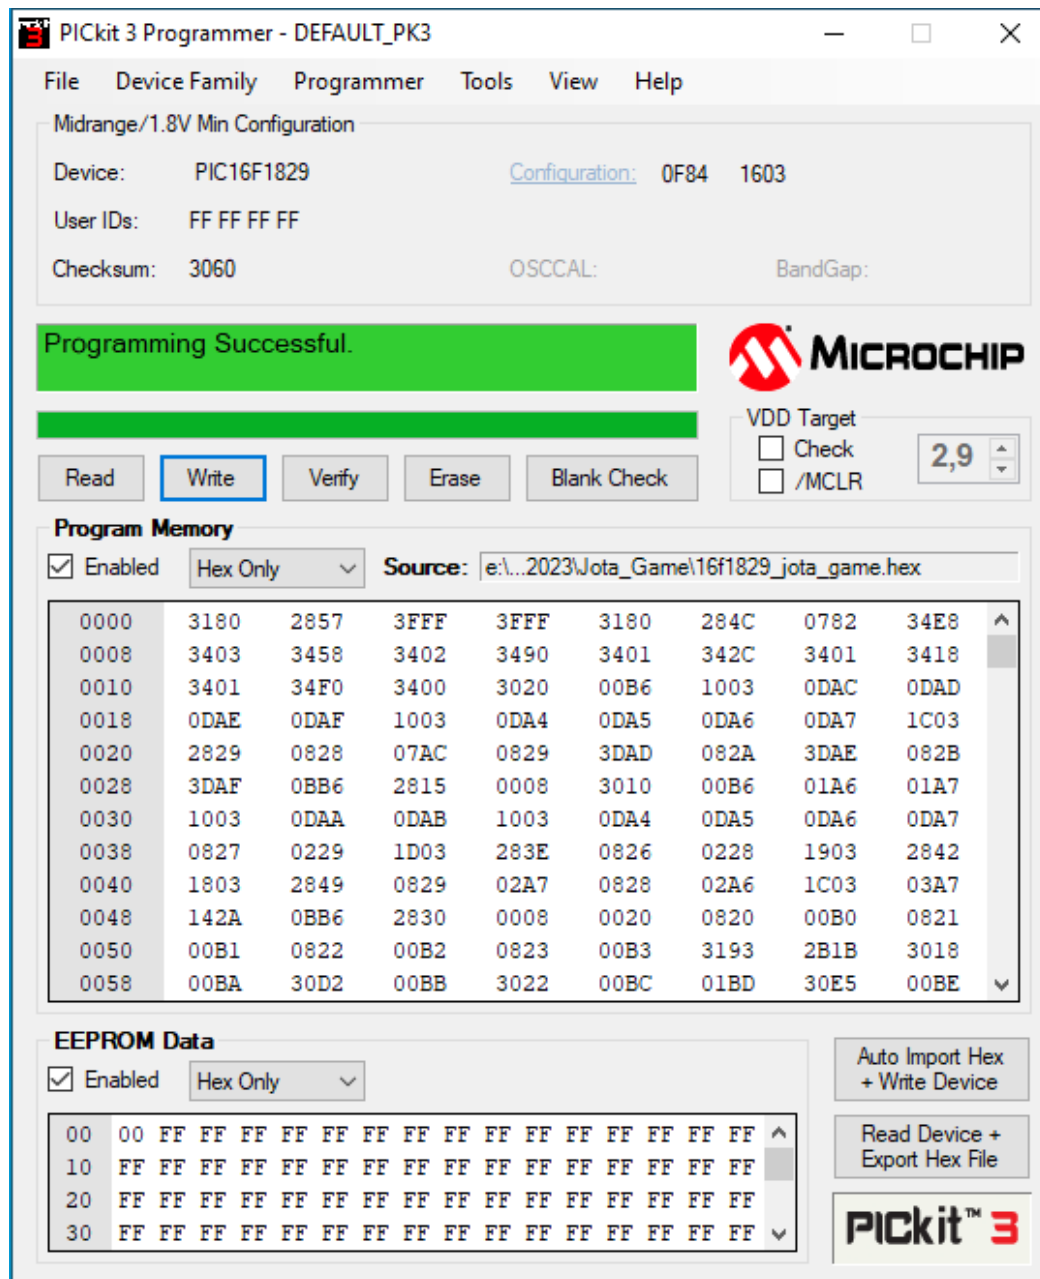 PICkit 3 Programmer - DEFAULT_PK3
File Device Family Programmer Tools View Help
Midrange/1.8V Min Configuration
Device: PIC16F1829 Configuration: 0F84 1603
User IDs: FF FF FF FF
Checksum: 3060 OSCCAL: BandGap:
Programming Successful.
MICROCHIP
VDD Target
Check
/MCLR
2,9
Read Write Verify Erase Blank Check
Program Memory
Enabled Hex Only Source: e:\...2023\Jota_Game\16f1829_jota_game.hex
0000 3180 2857 3FFF 3FFF 3180 284C 0782 34E8
0008 3403 3458 3402 3490 3401 342C 3401 3418
0010 3401 34F0 3400 3020 00B6 1003 0DAC 0DAD
0018 0DAE 0DAF 1003 0DA4 0DA5 0DA6 0DA7 1C03
0020 2829 0828 07AC 0829 3DAD 082A 3DAE 082B
0028 3DAF 0BB6 2815 0008 3010 00B6 01A6 01A7
0030 1003 0DAA 0DAB 1003 0DA4 0DA5 0DA6 0DA7
0038 0827 0229 1D03 283E 0826 0228 1903 2842
0040 1803 2849 0829 02A7 0828 02A6 1C03 03A7
0048 142A 0BB6 2830 0008 0020 0820 00B0 0821
0050 00B1 0822 00B2 0823 00B3 3193 2B1B 3018
0058 00BA 30D2 00BB 3022 00BC 01BD 30E5 00BE
EEPROM Data
Enabled Hex Only
00 00 FF FF FF FF FF FF FF FF FF FF FF FF FF FF FF
10 FF FF FF FF FF FF FF FF FF FF FF FF FF FF FF FF
20 FF FF FF FF FF FF FF FF FF FF FF FF FF FF FF FF
30 FF FF FF FF FF FF FF FF FF FF FF FF FF FF FF FF
Auto Import Hex
+ Write Device
Read Device +
Export Hex File
PICkit™ 3